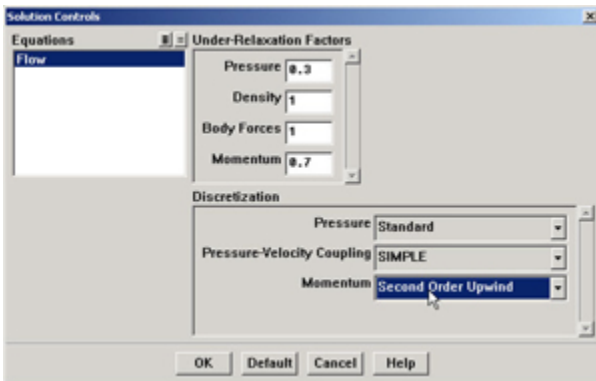 Solution Controls
Equations
Flow
Under-Relaxation Factors
Pressure 0.3
Density 1
Body Forces 1
Momentum 0.7
Discretization
Pressure Standard
Pressure-Velocity Coupling SIMPLE
Momentum Second Order Upwind
OK Default Cancel Help